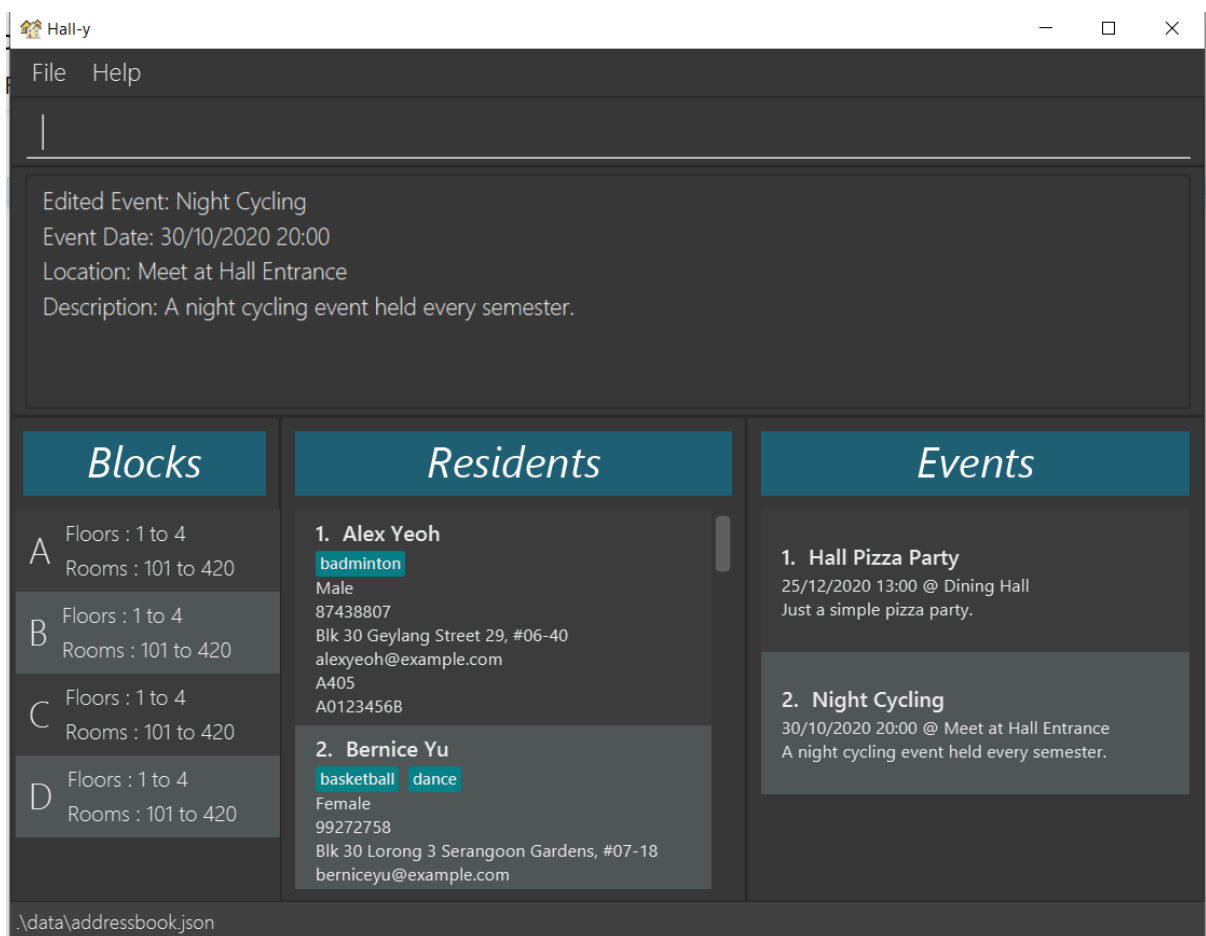 Hall-y
File Help
Edited Event: Night Cycling
Event Date: 30/10/2020 20:00
Location: Meet at Hall Entrance
Description: A night cycling event held every semester.
Blocks
A
Floors : 1 to 4
Rooms : 101 to 420
B
Floors : 1 to 4
Rooms : 101 to 420
C
Floors : 1 to 4
Rooms : 101 to 420
D
Floors : 1 to 4
Rooms : 101 to 420
Residents
1. Alex Yeoh
badminton
Male
87438807
Blk 30 Geylang Street 29, #06-40
alexyeoh@example.com
A405
A0123456B
2. Bernice Yu
basketball dance
Female
99272758
Blk 30 Lorong 3 Serangoon Gardens, #07-18
berniceyu@example.com
Events
1. Hall Pizza Party
25/12/2020 13:00 @ Dining Hall
Just a simple pizza party.
2. Night Cycling
30/10/2020 20:00 @ Meet at Hall Entrance
A night cycling event held every semester.
.\data\addressbook.json